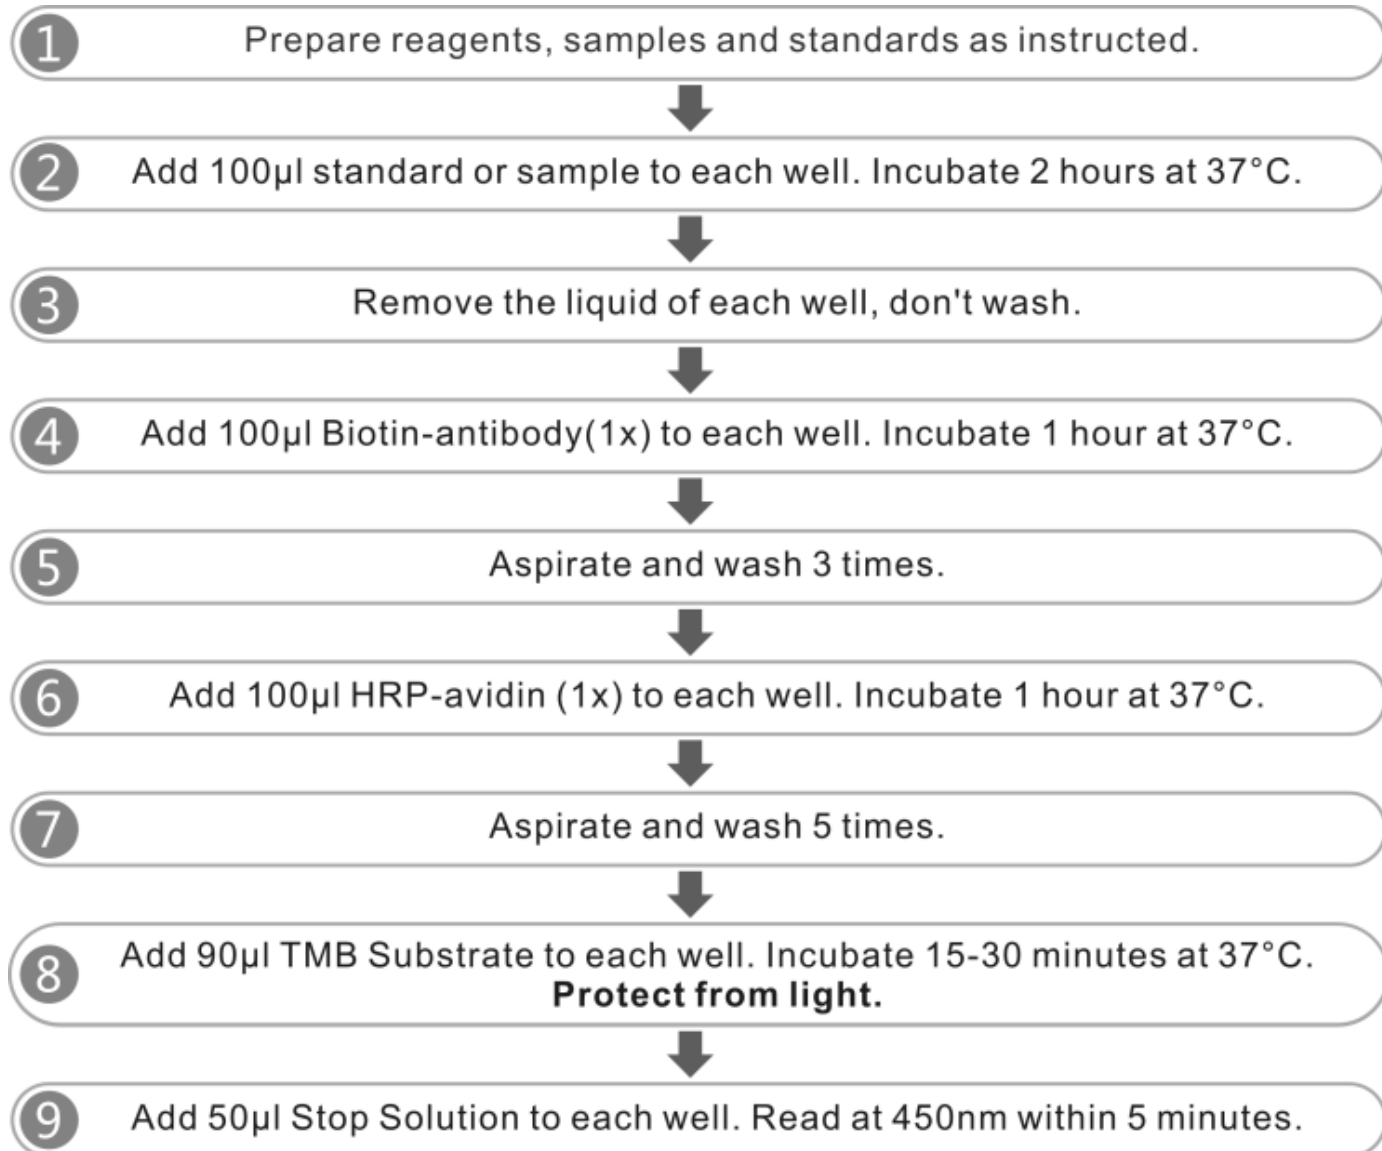 1 Prepare reagents, samples and standards as instructed.
2 Add 100µl standard or sample to each well. Incubate 2 hours at 37°C.
3 Remove the liquid of each well, don't wash.
4 Add 100µl Biotin-antibody(1x) to each well. Incubate 1 hour at 37°C.
5 Aspirate and wash 3 times.
6 Add 100µl HRP-avidin (1x) to each well. Incubate 1 hour at 37°C.
7 Aspirate and wash 5 times.
8 Add 90µl TMB Substrate to each well. Incubate 15-30 minutes at 37°C.
Protect from light.
9 Add 50µl Stop Solution to each well. Read at 450nm within 5 minutes.